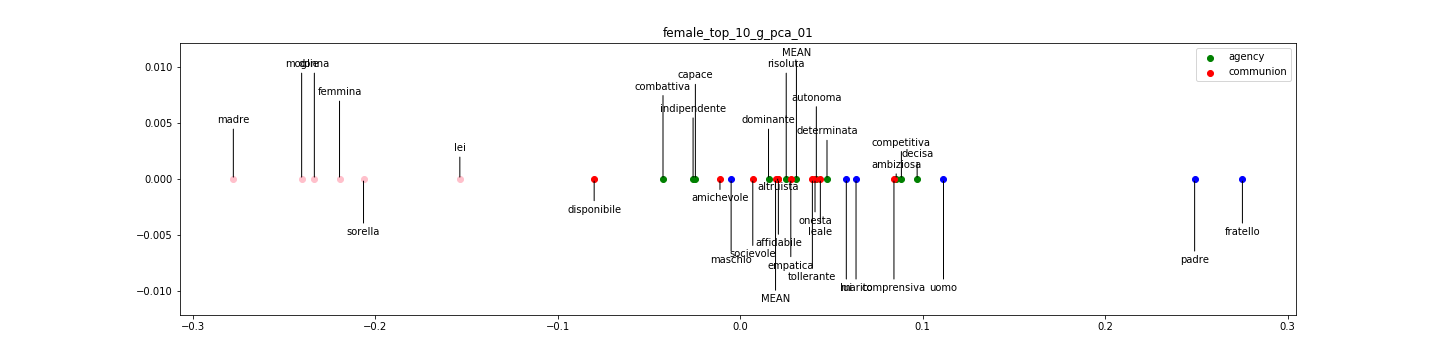 female_top_10_g_pca_01
MEAN
moglie donna
risoluta
capace
combattiva
femmina
autonoma
indipendente
madre
dominante
determinata
competitiva
lei
decisa
ambiziosa
agency
communion
0.010
0.005
0.000
−0.005
−0.010
altruista
amichevole
disponibile
onesta
leale
sorella
fratello
affidabile
socievole
maschio
padre
empatica
tollerante
lui marito comprensiva uomo
MEAN
−0.3 −0.2 −0.1 0.0 0.1 0.2 0.3